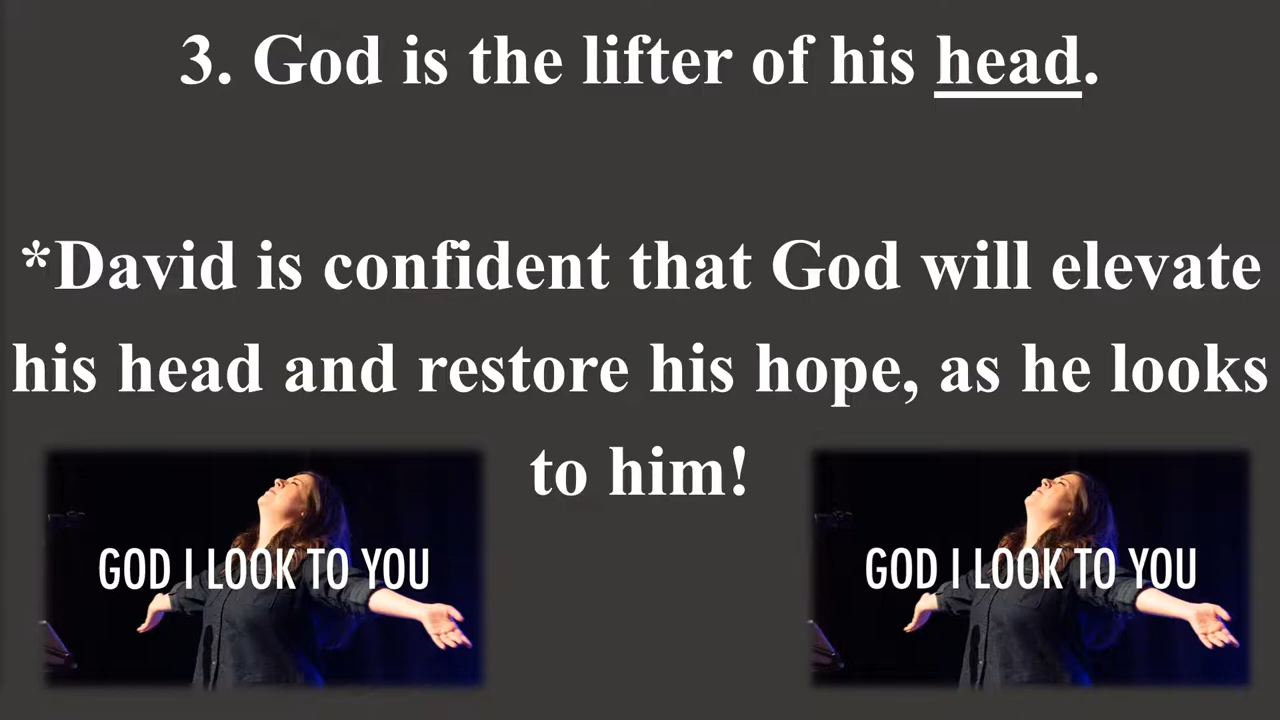 3. God is the lifter of his head.
*David is confident that God will elevate
his head and restore his hope, as he looks
to him!
GOD I LOOK TO YOU
GOD I LOOK TO YOU